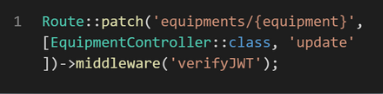 1 Route::patch('equipments/{equipment}',
[EquipmentController::class, 'update'
])->middleware('verifyJWT');